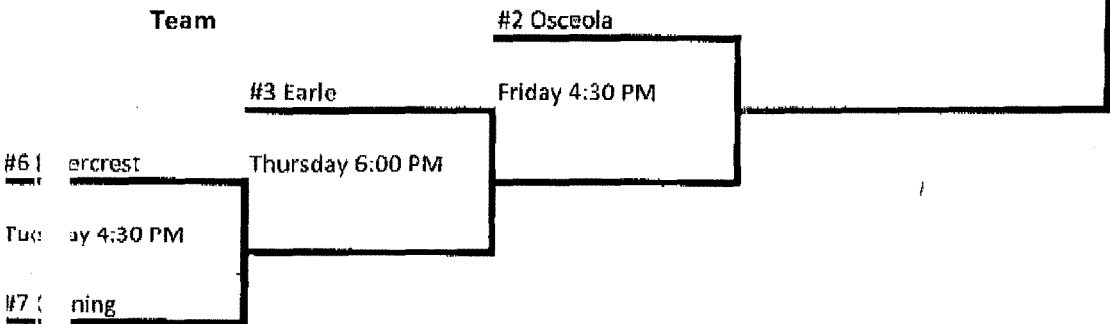 Team
#2 Osceola
#3 Earle
Friday 4:30 PM
#6 ercrest
Thursday 6:00 PM
4:30 PM
#7 ning